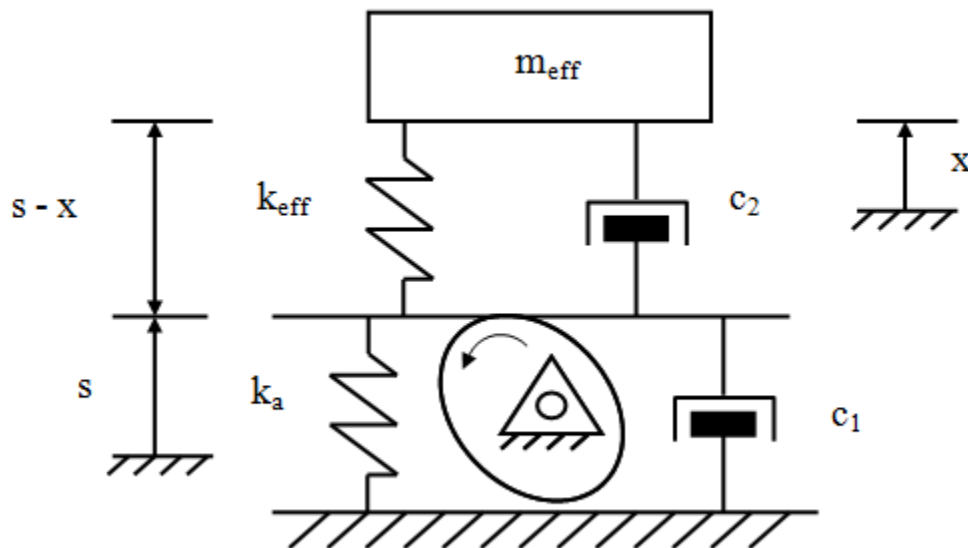 m_eff
x
s - x
k_eff
c_2
s
k_a
c_1